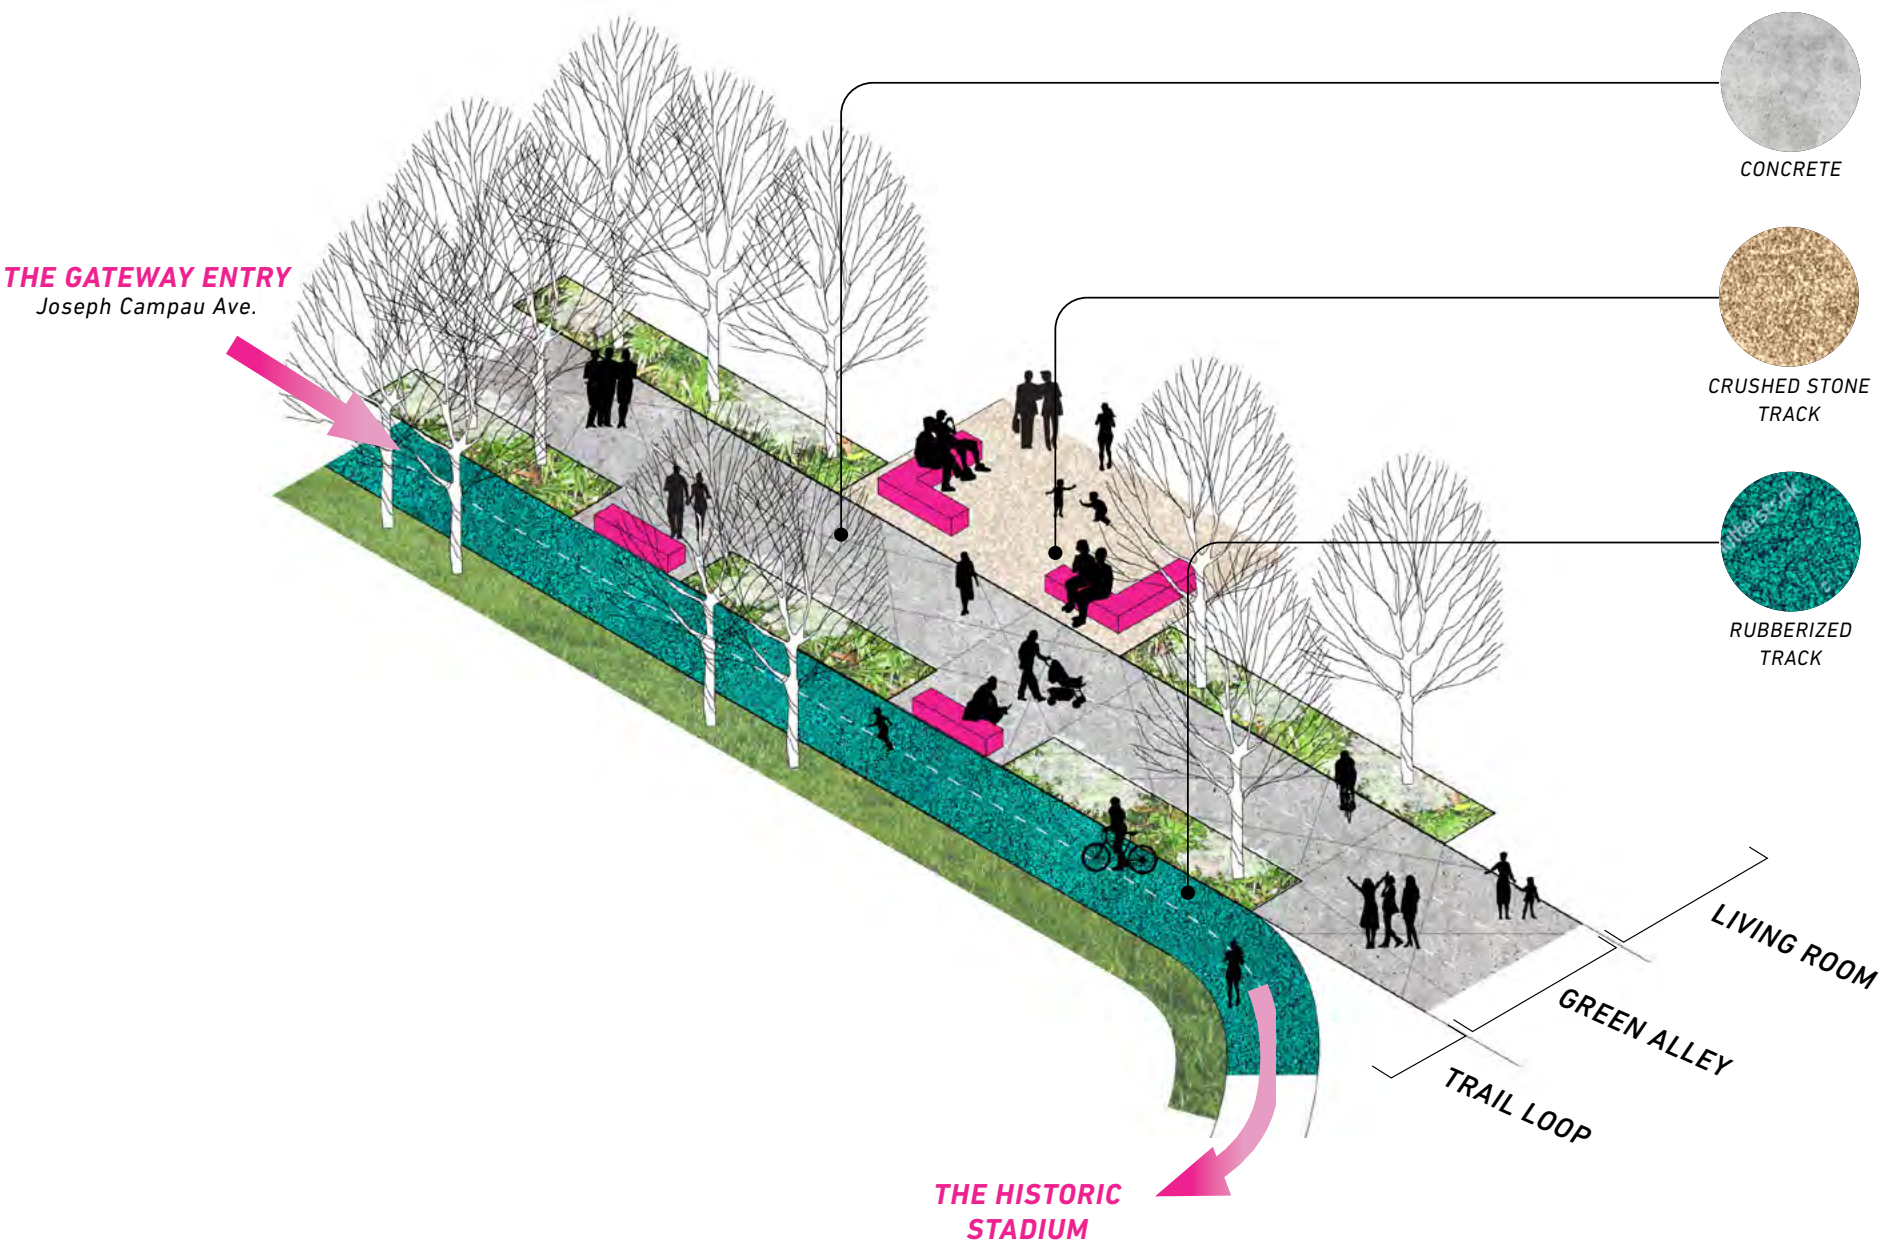 CONCRETE
THE GATEWAY ENTRY
Joseph Campau Ave.
CRUSHED STONE
TRACK
RUBBERIZED
TRACK
LIVING ROOM
GREEN ALLEY
TRAIL LOOP
THE HISTORIC
STADIUM